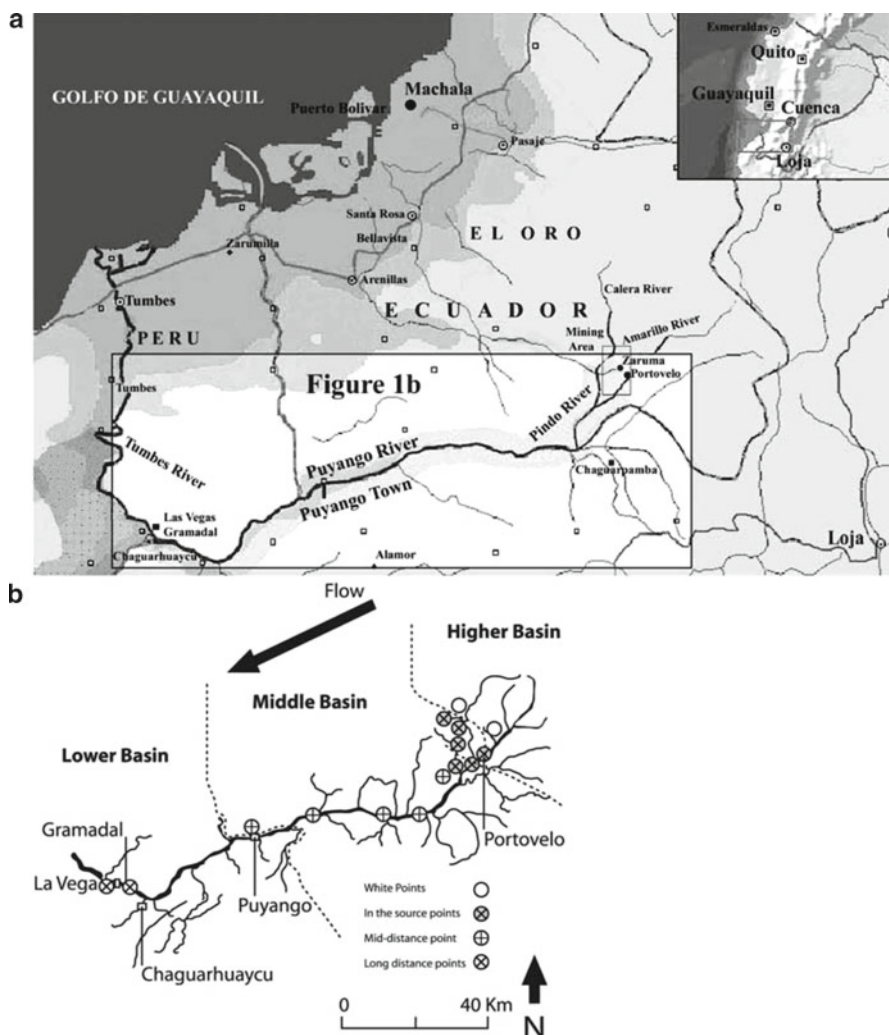 a
GOLFO DE GUAYAQUIL
Puerto Bolivar
Machala
Esmeraldas
Quito
Guayaquil
Cuenca
Loja
Pasaje
Santa Rosa
Bellavista
Zarumilla
Arenillas
EL ORO
ECUADOR
Calera River
Tumbes
PERU
Mining
Area
Amarillo River
Zaruma
Portovelo
Tumbes
Figure 1b
Pindo River
Tumbes River
Puyango River
Puyango Town
Chaguarpamba
Las Vegas
Gramadal
Chaguarhuaycu
Alamor
Loja
b
Flow
Higher Basin
Middle Basin
Lower Basin
Gramadal
La Vega
Portovelo
Puyango
Chaguarhuaycu
White Points
In the source points
Mid-distance point
Long distance points
0 40 Km
N